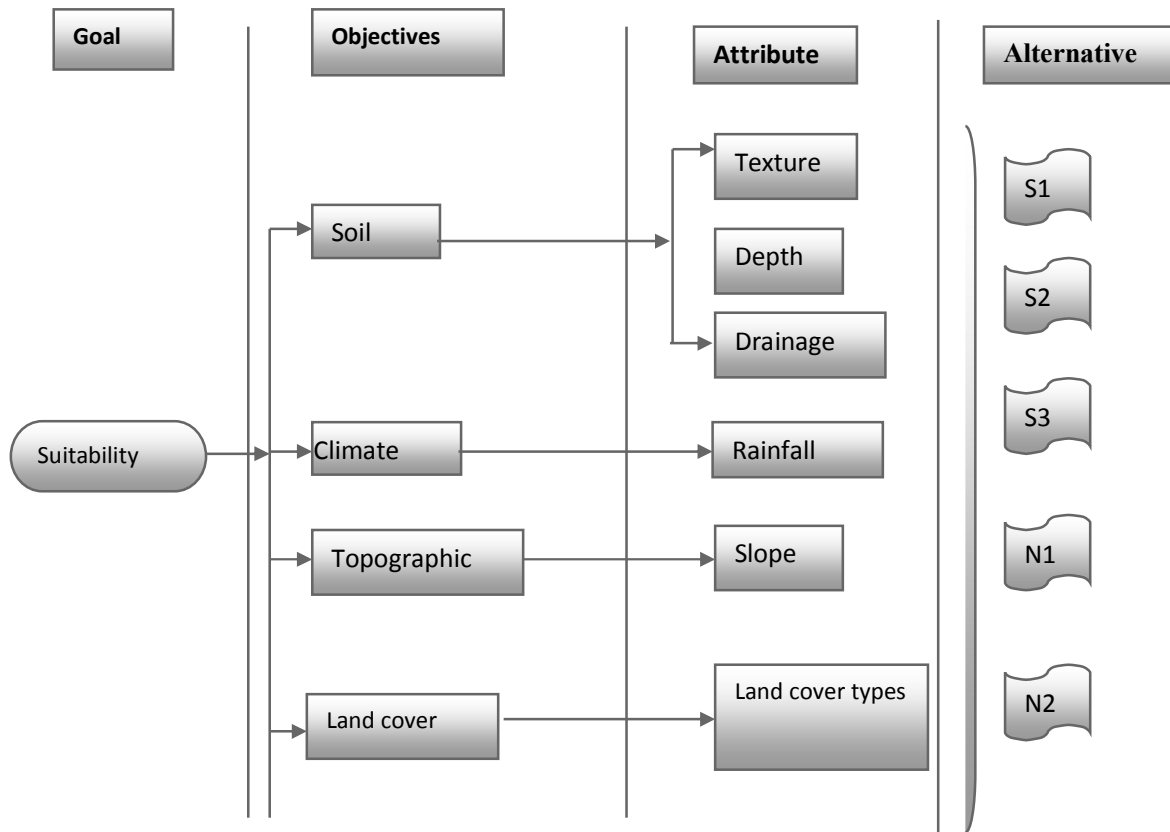 Goal
Objectives
Attribute
Alternative
Texture
S1
Soil
Depth
S2
Drainage
S3
Suitability
Climate
Rainfall
Topographic
Slope
N1
Land cover
Land cover types
N2